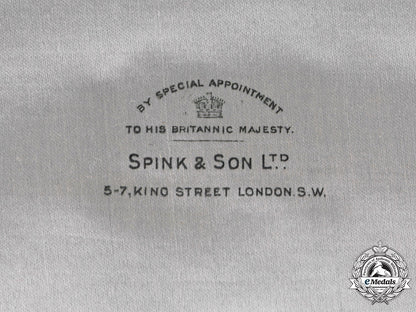 BY SPECIAL APPOINTMENT
TO HIS BRITANNIC MAJESTY.
SPINK & SON LTD
5-7, KING STREET LONDON. S.W.
eMedals